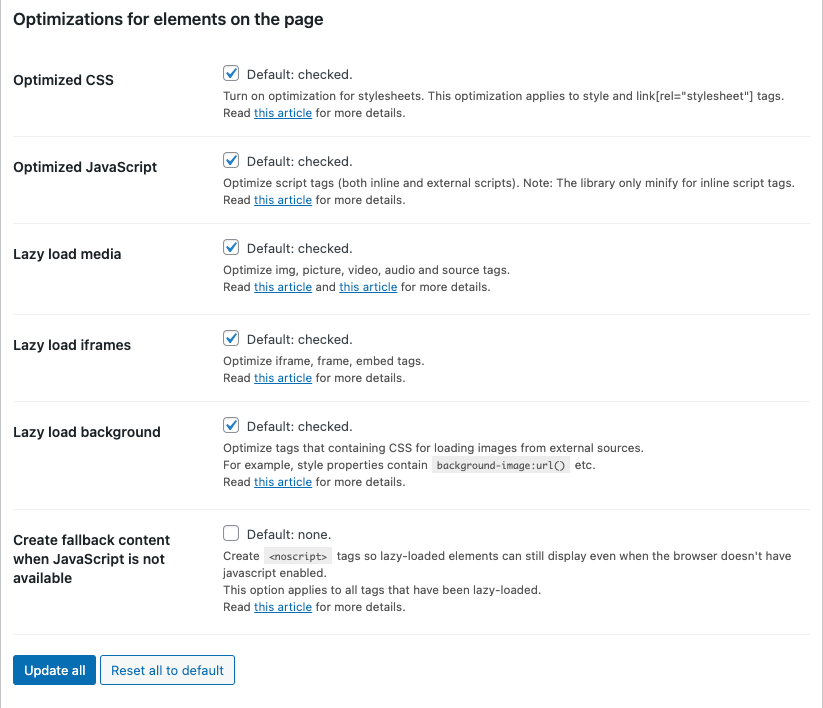 Optimizations for elements on the page
Optimized CSS
Default: checked.
Turn on optimization for stylesheets. This optimization applies to style and link[rel="stylesheet"] tags.
Read this article for more details.
Optimized JavaScript
Default: checked.
Optimize script tags (both inline and external scripts). Note: The library only minify for inline script tags.
Read this article for more details.
Lazy load media
Default: checked.
Optimize img, picture, video, audio and source tags.
Read this article and this article for more details.
Lazy load iframes
Default: checked.
Optimize iframe, frame, embed tags.
Read this article for more details.
Lazy load background
Default: checked.
Optimize tags that containing CSS for loading images from external sources.
For example, style properties contain background-image:url() etc.
Read this article for more details.
Create fallback content
when JavaScript is not
available
Default: none.
Create <noscript> tags so lazy-loaded elements can still display even when the browser doesn't have
javascript enabled.
This option applies to all tags that have been lazy-loaded.
Read this article for more details.
Update all
Reset all to default